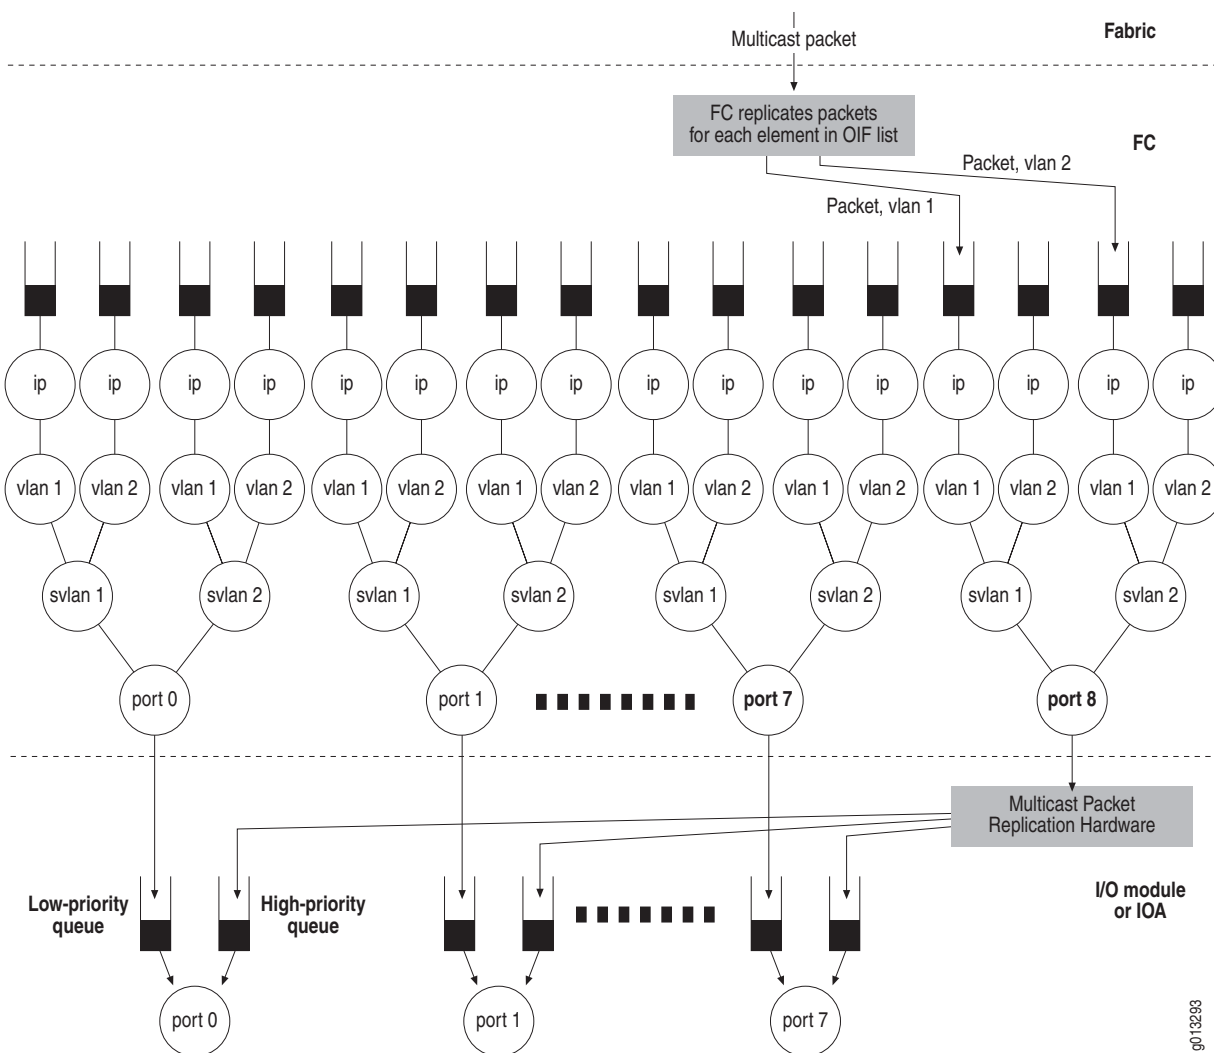 Fabric
Multicast packet
FC replicates packets
for each element in OIF list
FC
Packet, vlan 2
Packet, vlan 1
ip ip ip ip ip ip ip ip ip ip ip ip ip ip ip ip
vlan 1 vlan 2 vlan 1 vlan 2 vlan 1 vlan 2 vlan 1 vlan 2 vlan 1 vlan 2 vlan 1 vlan 2 vlan 1 vlan 2 vlan 1 vlan 2
svlan 1 svlan 2 svlan 1 svlan 2 svlan 1 svlan 2 svlan 1 svlan 2
port 0 port 1 port 7 port 8
Multicast Packet
Replication Hardware
Low-priority
queue
High-priority
queue
I/O module
or IOA
port 0 port 1 port 7
g013293